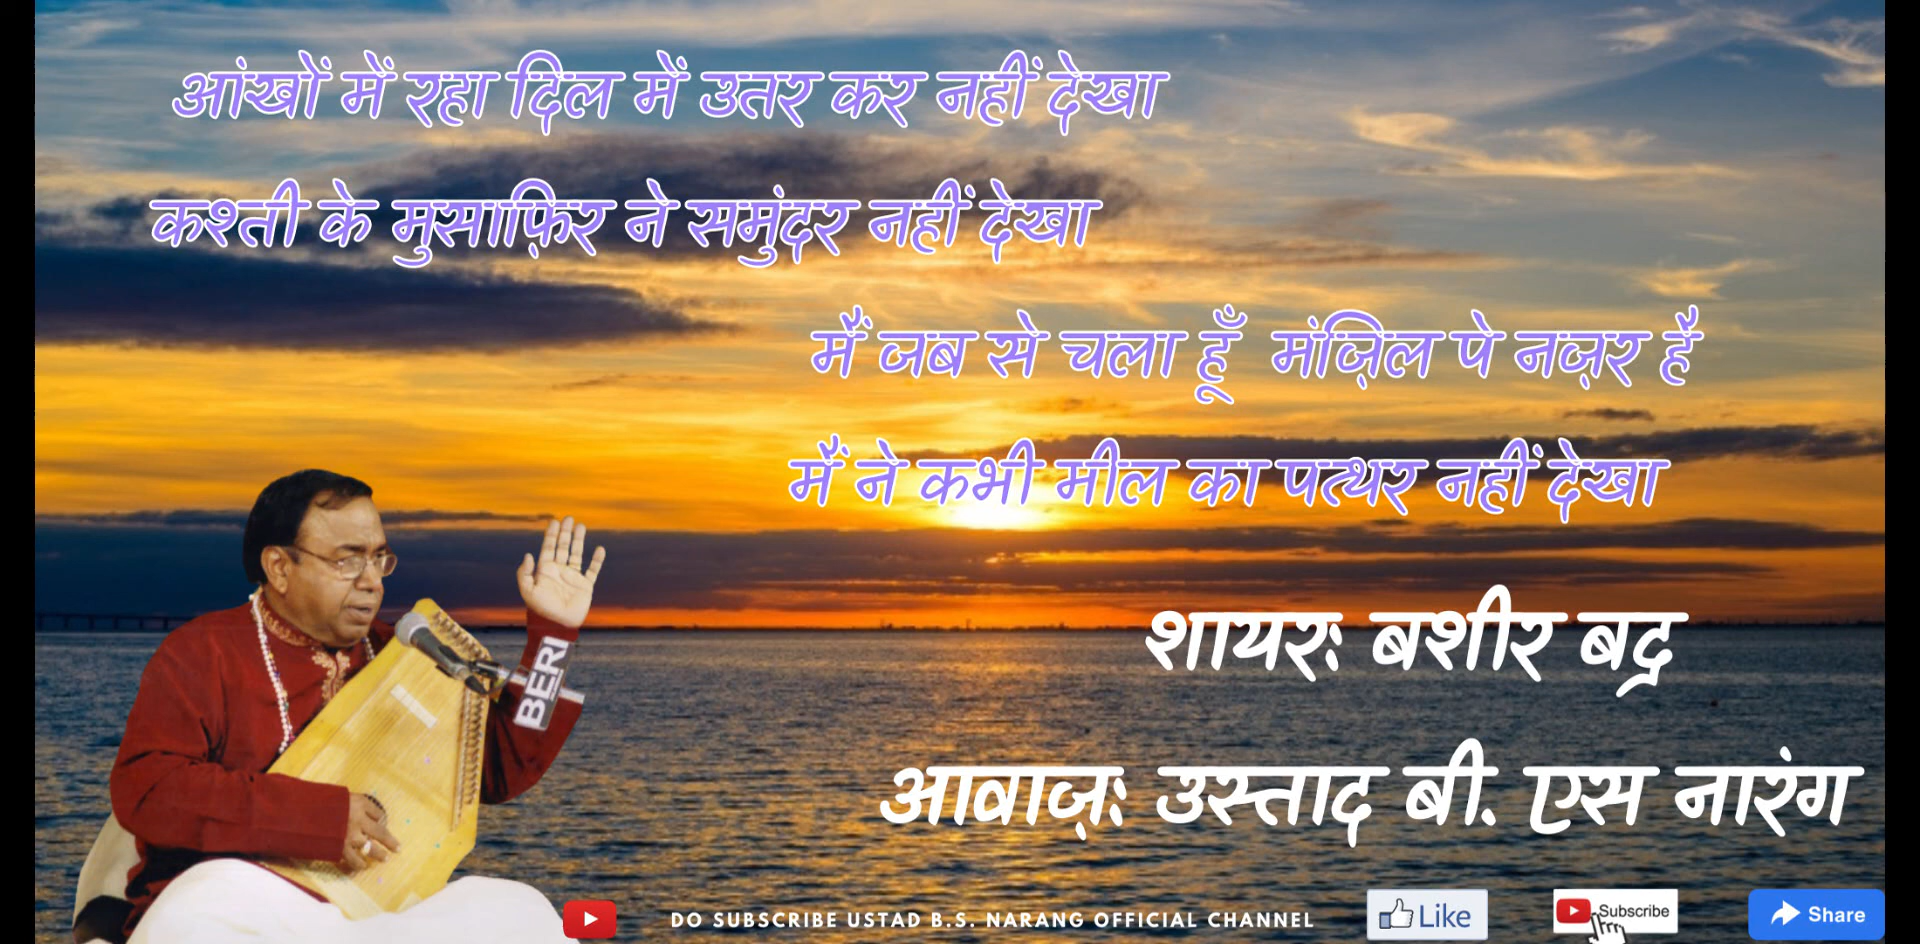 आंखों में रहा दिल में उतर कर नहीं देखा
कश्ती के मुसाफ़िर ने समुंदर नहीं देखा
मैं जब से चला हूँ मंज़िल पे नज़र है
मैं ने कभी मील का पत्थर नहीं देखा
BERI
शायर: बशीर बद्र
आवाज़: उस्ताद बी. एस नारंग
DO SUBSCRIBE USTAD B.S. NARANG OFFICIAL CHANNEL
Like
Subscribe
Share